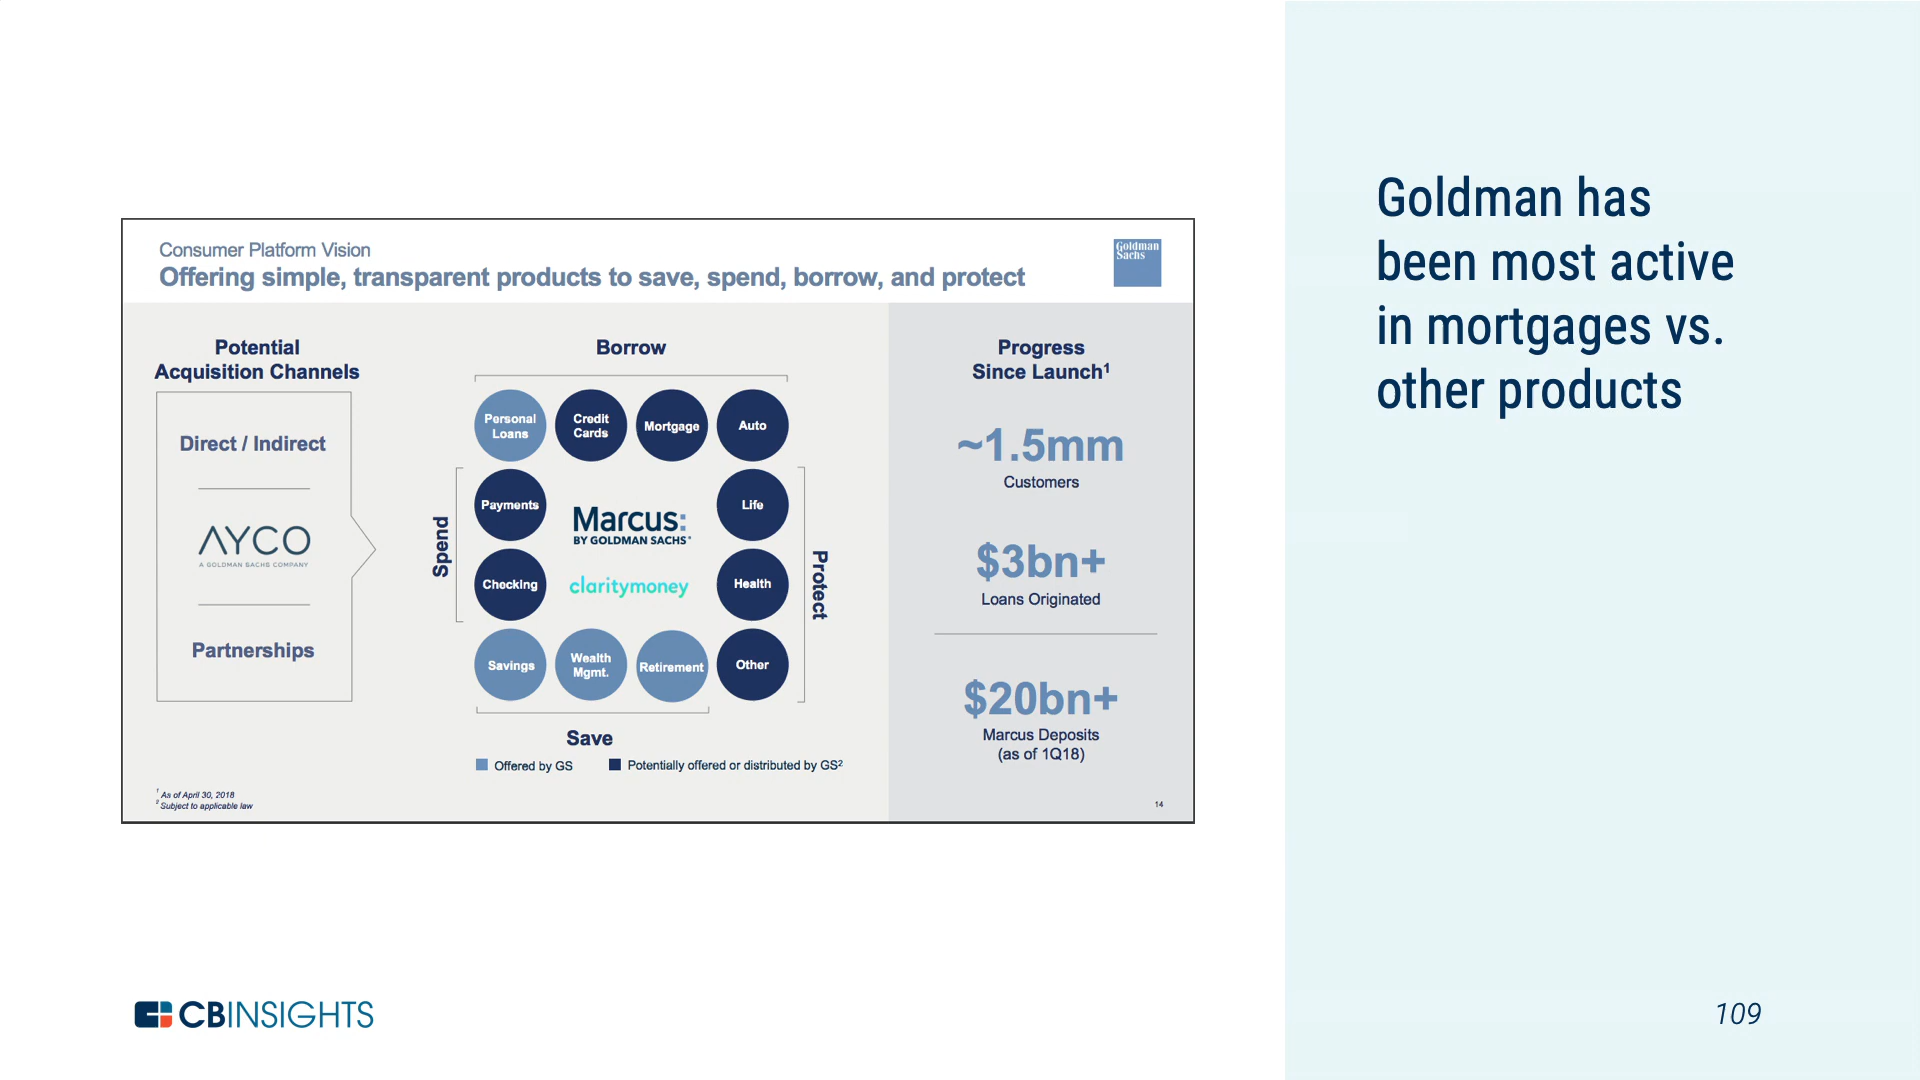 Consumer Platform Vision
Offering simple, transparent products to save, spend, borrow, and protect
Goldman
Sachs
Potential
Acquisition Channels
Direct / Indirect
AYCO
A GOLDMAN SACHS COMPANY
Partnerships
Borrow
Personal
Loans
Credit
Cards
Mortgage
Auto
Spend
Payments
Checking
Marcus:
BY GOLDMAN SACHS®
claritymoney
Life
Health
Protect
Savings
Wealth
Mgmt.
Retirement
Other
Save
Offered by GS
Potentially offered or distributed by GS²
Progress
Since Launch¹
~1.5mm
Customers
$3bn+
Loans Originated
$20bn+
Marcus Deposits
(as of 1Q18)
¹ As of April 30, 2018
² Subject to applicable law
14
Goldman has
been most active
in mortgages vs.
other products
CBINSIGHTS
109